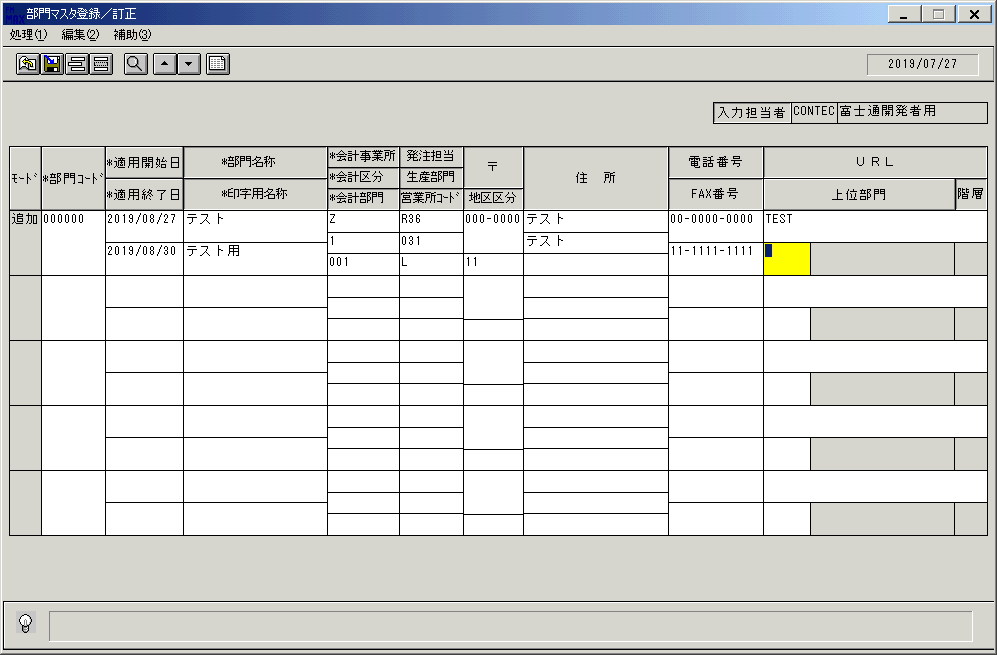 部門マスタ登録／訂正
処理(1) 編集(2) 補助(3)
2019/07/27
入力担当者 CONTEC 富士通開発者用
ﾓｰﾄﾞ *部門ｺｰﾄﾞ *適用開始日 *部門名称 *会計事業所 発注担当 〒 住　所 電話番号 ＵＲＬ
*会計区分 生産部門
*適用終了日 *印字用名称 *会計部門 営業所ｺｰﾄﾞ 地区区分 FAX番号 上位部門 階層
追加 000000 2019/08/27 テスト Z R36 000-0000 テスト 00-0000-0000 TEST
1 031 テスト
2019/08/30 テスト用 001 L 11 11-1111-1111